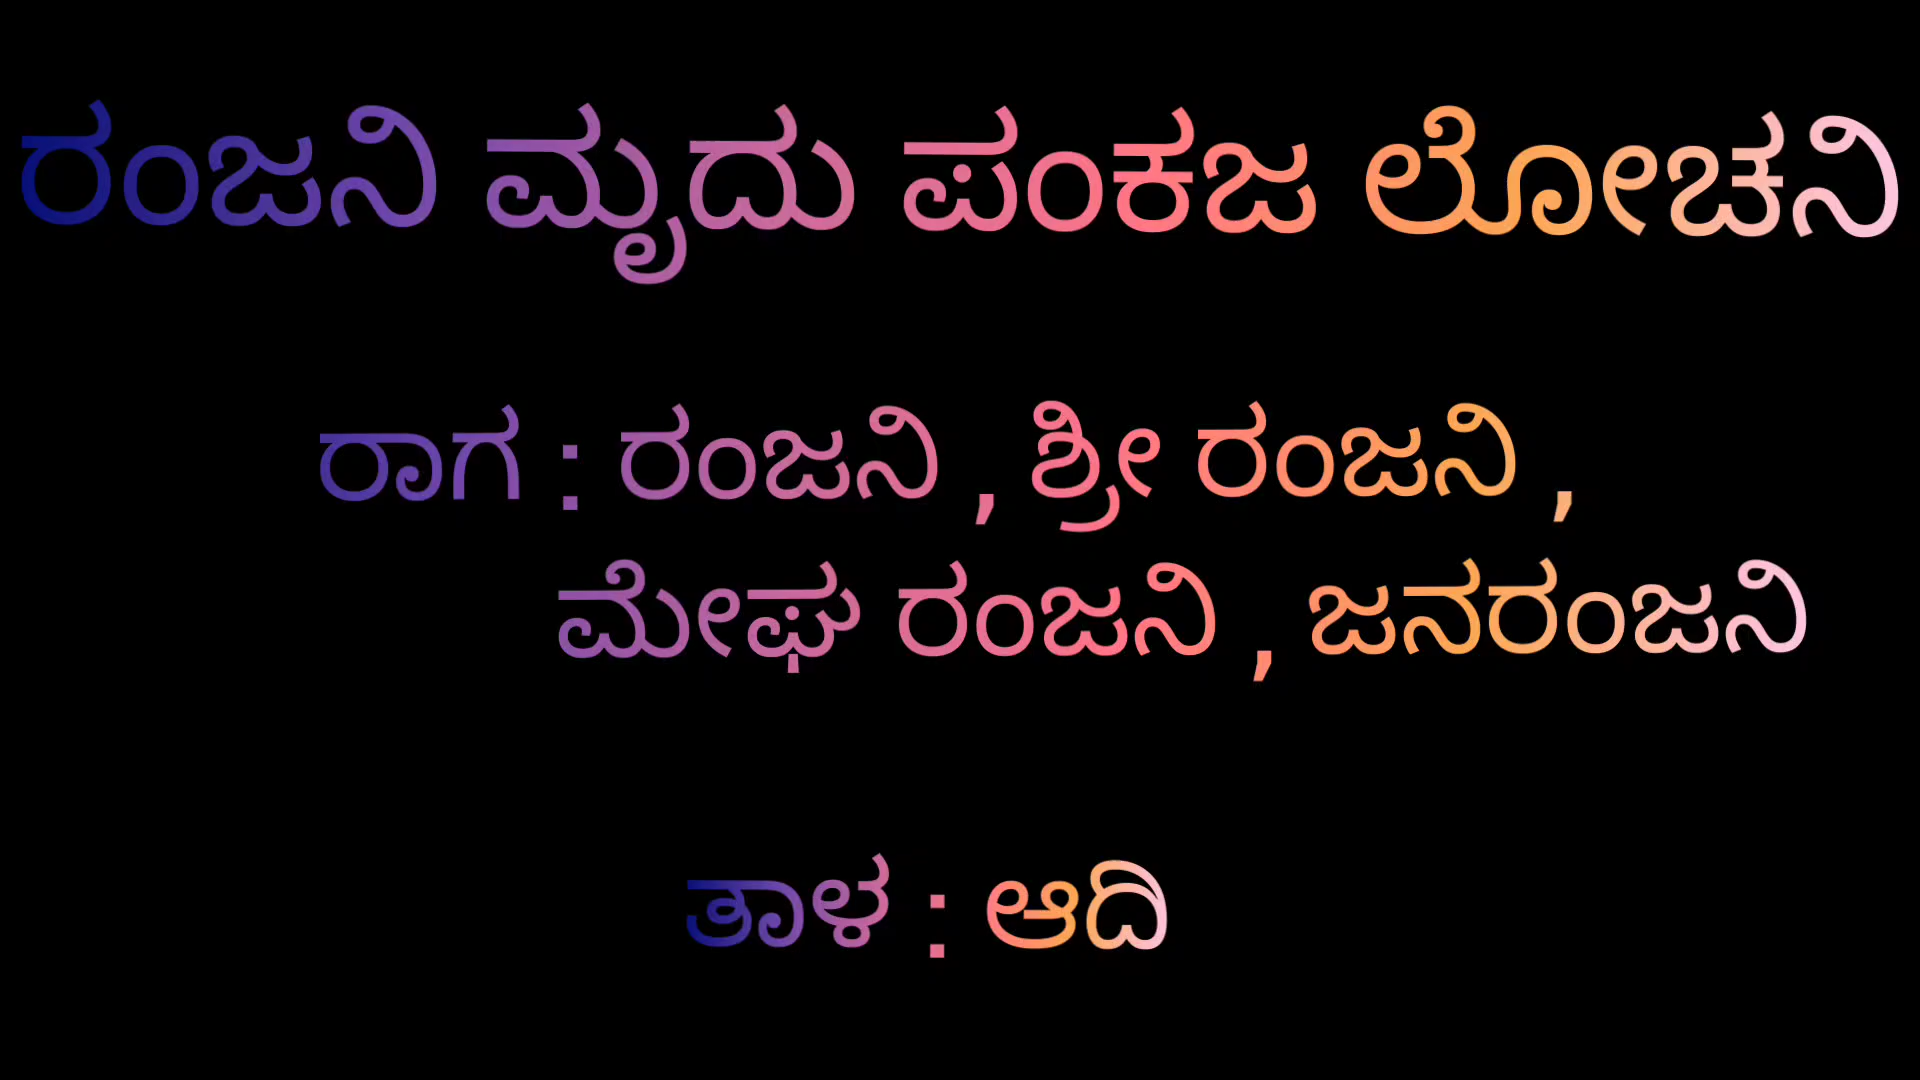 ರಂಜನಿ ಮೃದು ಪಂಕಜ ಲೋಚನಿ
ರಾಗ : ರಂಜನಿ , ಶ್ರೀ ರಂಜನಿ ,
ಮೇಘ ರಂಜನಿ , ಜನರಂಜನಿ
ತಾಳ : ಆದಿ